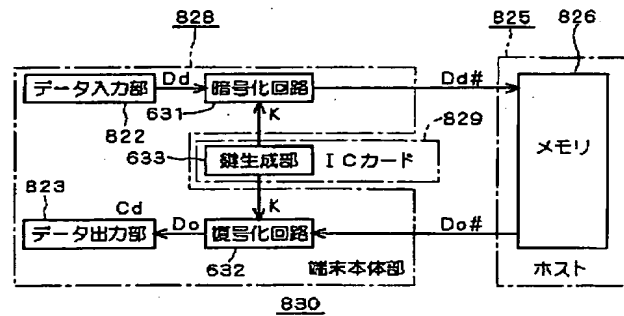 828
825
826
データ入力部
Dd
暗号化回路
Dd#
822
631
K
829
メモリ
633
鍵生成部
ICカード
823
Cd
K
データ出力部
Do
復号化回路
Do#
632
端末本体部
ホスト
830